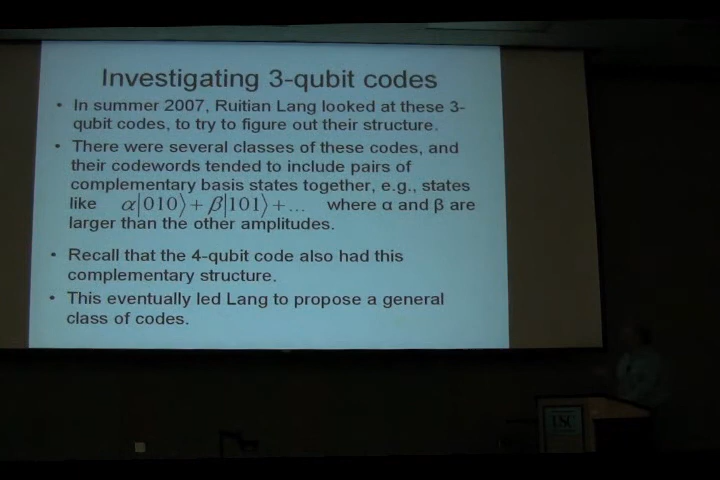 Investigating 3-qubit codes
• In summer 2007, Ruitian Lang looked at these 3-
qubit codes, to try to figure out their structure.
• There were several classes of these codes, and
their codewords tended to include pairs of
complementary basis states together, e.g., states
like α|010⟩+β|101⟩+... where α and β are
larger than the other amplitudes.
• Recall that the 4-qubit code also had this
complementary structure.
• This eventually led Lang to propose a general
class of codes.
USC